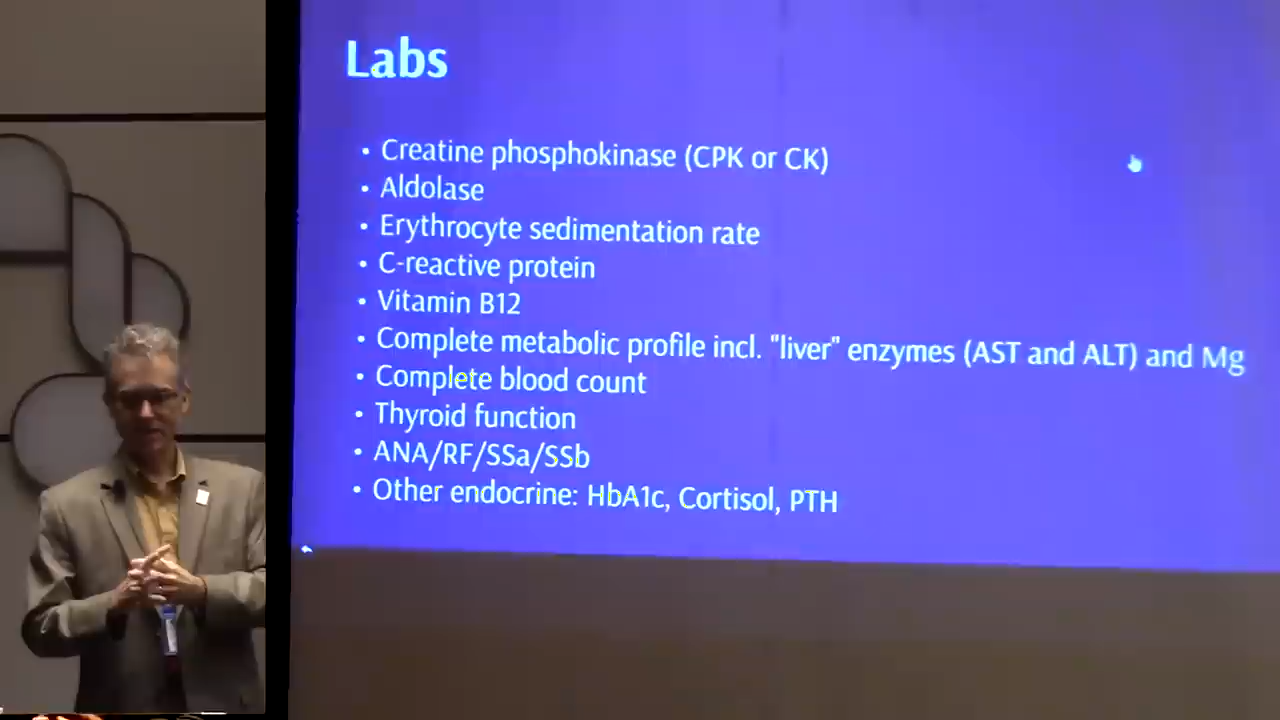 Labs
• Creatine phosphokinase (CPK or CK)
• Aldolase
• Erythrocyte sedimentation rate
• C-reactive protein
• Vitamin B12
• Complete metabolic profile incl. "liver" enzymes (AST and ALT) and Mg
• Complete blood count
• Thyroid function
• ANA/RF/SSa/SSb
• Other endocrine: HbA1c, Cortisol, PTH